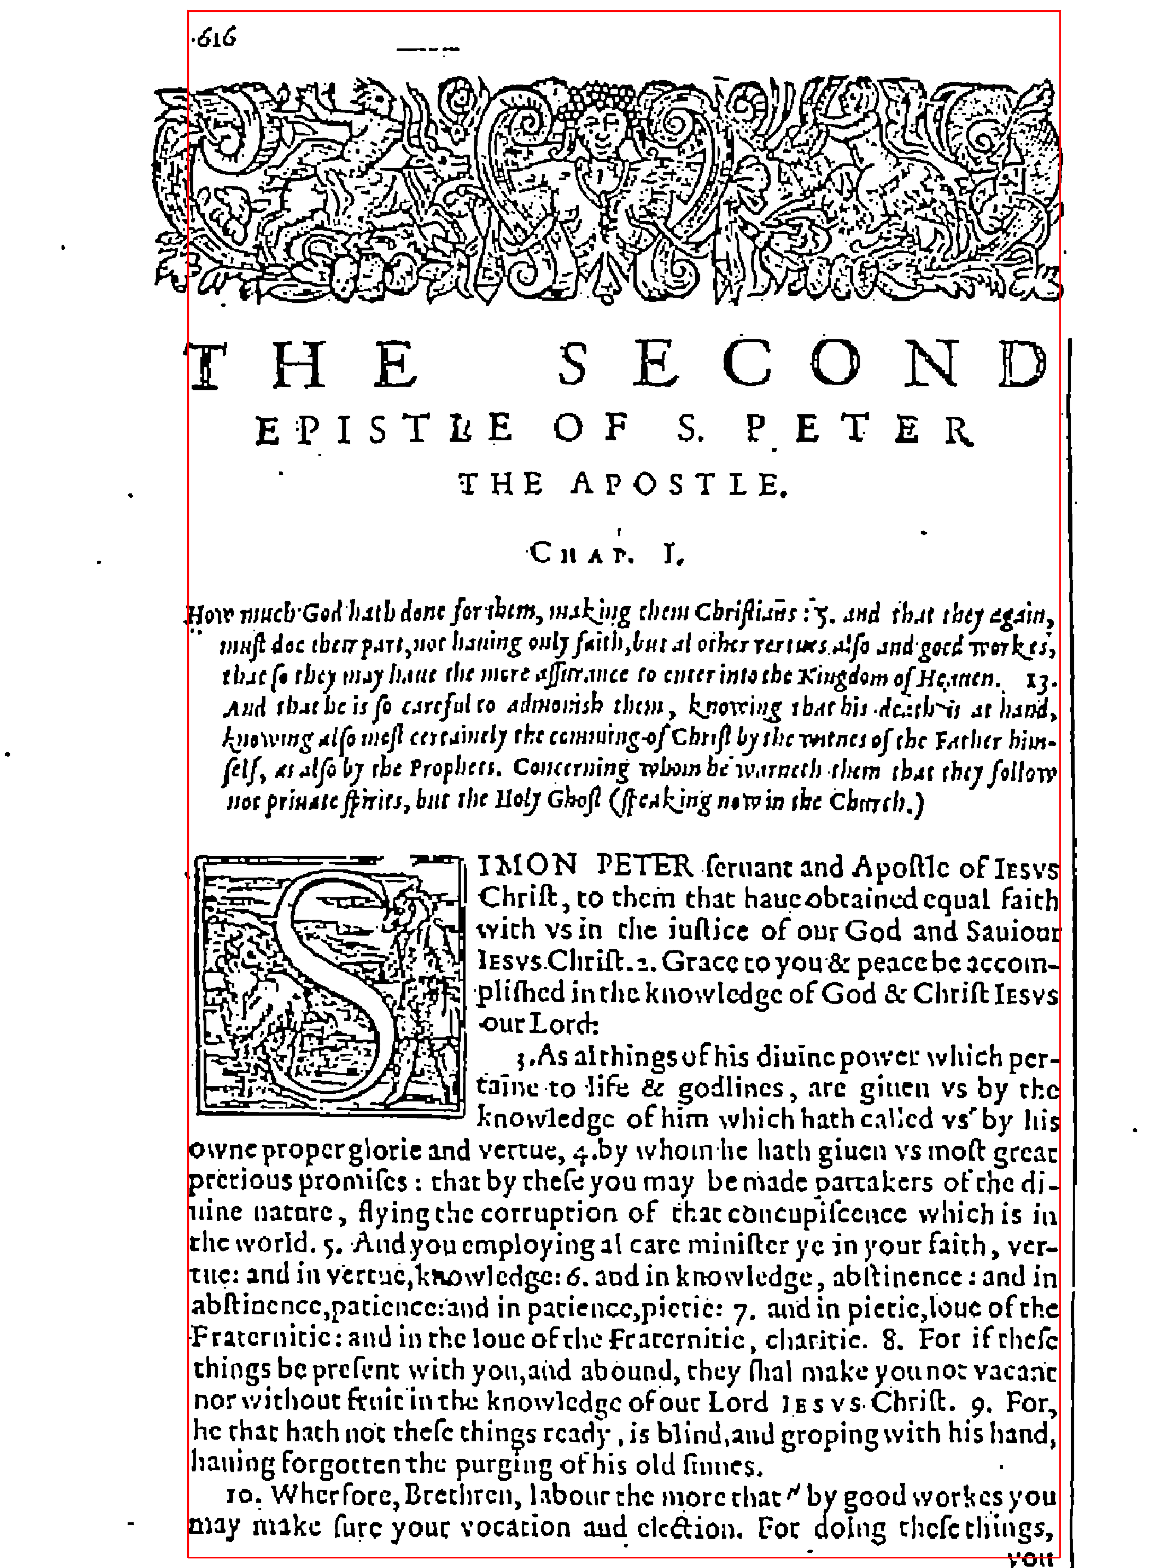 616
THE SECOND
EPISTLE OF S. PETER
THE APOSTLE.
CHAP. I.
How much God hath done for them, making them Chriſtians: 5. and that they again,
muſt doe their part, not hauing only faith, but al other vertues alſo and good workes,
that ſo they may haue the more aſſurance to enter into the Kingdom of Heauen. 13.
And that he is ſo careful to admonish them, knowing that his death is at hand,
knowing alſo moſt certainely the comming of Chriſt by the witnes of the Father him-
ſelf, as alſo by the Prophets. Concerning whom he warneth them that they follow
not priuate ſpirits, but the Holy Ghoſt (ſpeaking now in the Church.)
SIMON PETER ſeruant and Apoſtle of IESVS
Chriſt, to them that haue obtained equal faith
with vs in the iuſtice of our God and Sauiour
IESVS Chriſt. 2. Grace to you & peace be accom-
pliſhed in the knowledge of God & Chriſt IESVS
our Lord:
3. As al things of his diuine power which per-
taine to life & godlines, are giuen vs by the
knowledge of him which hath called vs by his
owne proper glorie and vertue, 4. by whom he hath giuen vs moſt great
pretious promiſes: that by theſe you may be made partakers of the di-
uine nature, flying the corruption of that concupiſcence which is in
the world. 5. And you employing al care miniſter ye in your faith, ver-
tue: and in vertue, knowledge: 6. and in knowledge, abſtinence: and in
abſtinence, patience: and in patience, pietie: 7. and in pietie, loue of the
Fraternitie: and in the loue of the Fraternitie, charitie. 8. For if theſe
things be preſent with you, and abound, they ſhal make you not vacant
nor without fruit in the knowledge of our Lord IESVS Chriſt. 9. For,
he that hath not theſe things ready, is blind, and groping with his hand,
hauing forgotten the purging of his old ſinnes.
10. Wherfore, Brethren, labour the more that " by good workes you
may make ſure your vocation and election. For doing theſe things,
you